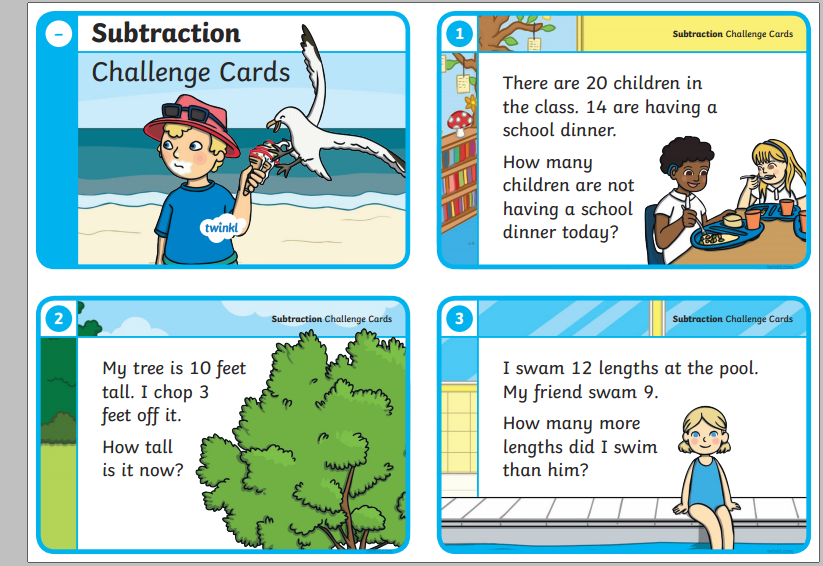 -
Subtraction
Challenge Cards
twinkl
1
Subtraction Challenge Cards
There are 20 children in
the class. 14 are having a
school dinner.
How many
children are not
having a school
dinner today?
2
Subtraction Challenge Cards
My tree is 10 feet
tall. I chop 3
feet off it.
How tall
is it now?
3
Subtraction Challenge Cards
I swam 12 lengths at the pool.
My friend swam 9.
How many more
lengths did I swim
than him?